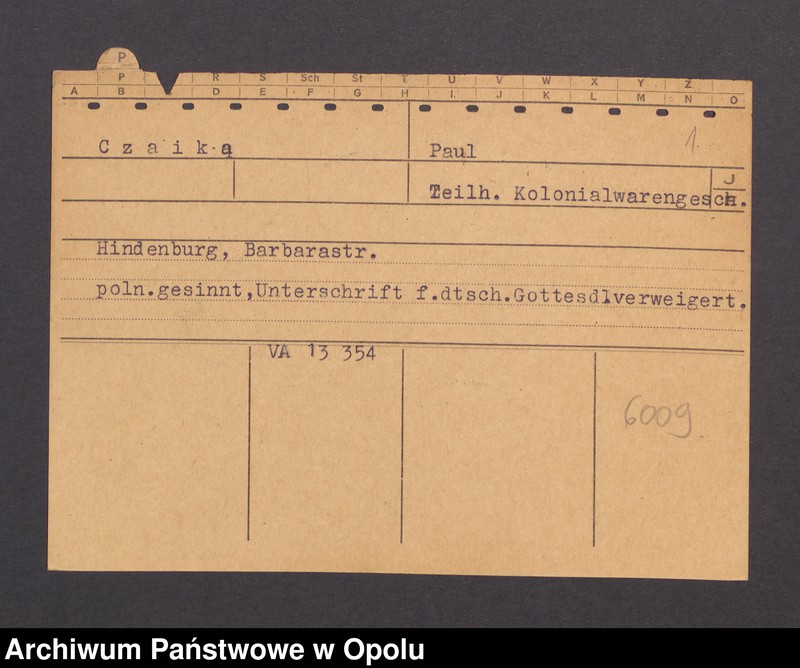 P
P R S Sch St T U V W X Y Z
A B D E F G H I J K L M N O
C z a i k a Paul 1.
Teilh. Kolonialwarengesch. J
Hindenburg, Barbarastr.
poln.gesinnt,Unterschrift f.dtsch.Gottesdlverweigert.
VA 13 354
6009.
Archiwum Państwowe w Opolu